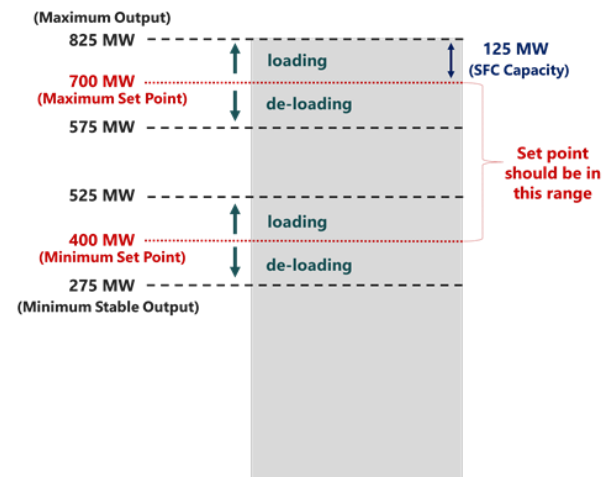 (Maximum Output)
825 MW
loading
125 MW
(SFC Capacity)
700 MW
(Maximum Set Point)
de-loading
575 MW
Set point
should be in
this range
525 MW
loading
400 MW
(Minimum Set Point)
de-loading
275 MW
(Minimum Stable Output)